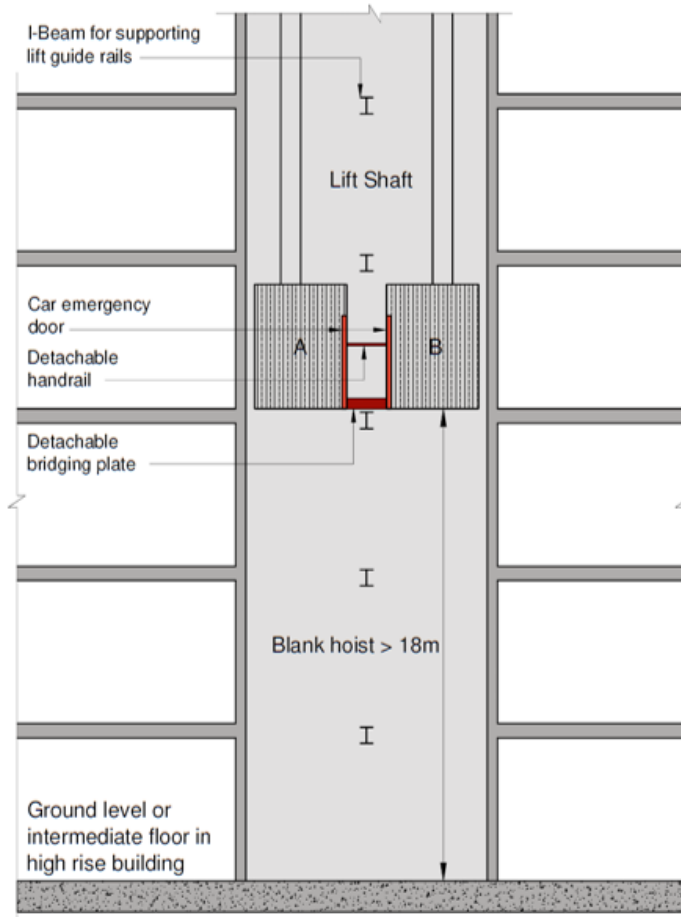 I-Beam for supporting
lift guide rails
Lift Shaft
Car emergency
door
A
B
Detachable
handrail
Detachable
bridging plate
Blank hoist > 18m
Ground level or
intermediate floor in
high rise building